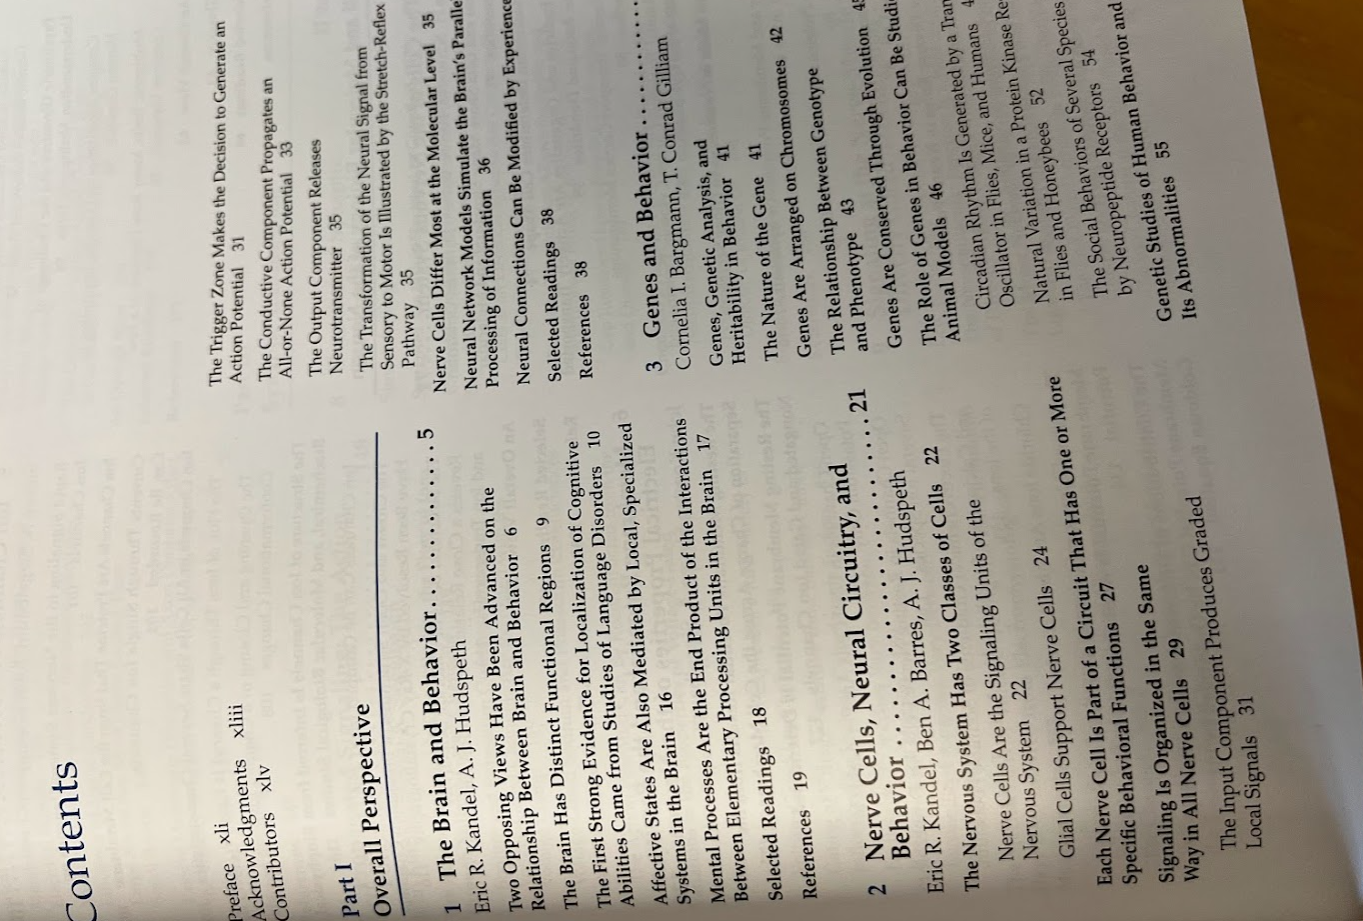 Contents
Preface xli
Acknowledgments xliii
Contributors xlv
Part I
Overall Perspective
1 The Brain and Behavior. . . . . . . . . . . . . 5
Eric R. Kandel, A. J. Hudspeth
Two Opposing Views Have Been Advanced on the
Relationship Between Brain and Behavior 6
The Brain Has Distinct Functional Regions 9
The First Strong Evidence for Localization of Cognitive
Abilities Came from Studies of Language Disorders 10
Affective States Are Also Mediated by Local, Specialized
Systems in the Brain 16
Mental Processes Are the End Product of the Interactions
Between Elementary Processing Units in the Brain 17
Selected Readings 18
References 19
2 Nerve Cells, Neural Circuitry, and
Behavior . . . . . . . . . . . . . . . . . . . . . . . . 21
Eric R. Kandel, Ben A. Barres, A. J. Hudspeth
The Nervous System Has Two Classes of Cells 22
Nerve Cells Are the Signaling Units of the
Nervous System 22
Glial Cells Support Nerve Cells 24
Each Nerve Cell Is Part of a Circuit That Has One or More
Specific Behavioral Functions 27
Signaling Is Organized in the Same
Way in All Nerve Cells 29
The Input Component Produces Graded
Local Signals 31
The Trigger Zone Makes the Decision to Generate an
Action Potential 31
The Conductive Component Propagates an
All-or-None Action Potential 33
The Output Component Releases
Neurotransmitter 35
The Transformation of the Neural Signal from
Sensory to Motor Is Illustrated by the Stretch-Reflex
Pathway 35
Nerve Cells Differ Most at the Molecular Level 35
Neural Network Models Simulate the Brain's
Processing of Information 36
Neural Connections Can Be Modified by Experience
Selected Readings 38
References 38
3 Genes and Behavior . . . . . . . . . .
Cornelia I. Bargmann, T. Conrad Gilliam
Genes, Genetic Analysis, and
Heritability in Behavior 41
The Nature of the Gene 41
Genes Are Arranged on Chromosomes 42
The Relationship Between Genotype
and Phenotype 43
Genes Are Conserved Through Evolution
The Role of Genes in Behavior Can Be
Animal Models 46
Circadian Rhythm Is Generated by a
Oscillator in Flies, Mice, and Humans
Natural Variation in a Protein Kinase
in Flies and Honeybees 52
The Social Behaviors of Several Species
by Neuropeptide Receptors 54
Genetic Studies of Human Behavior and
Its Abnormalities 55